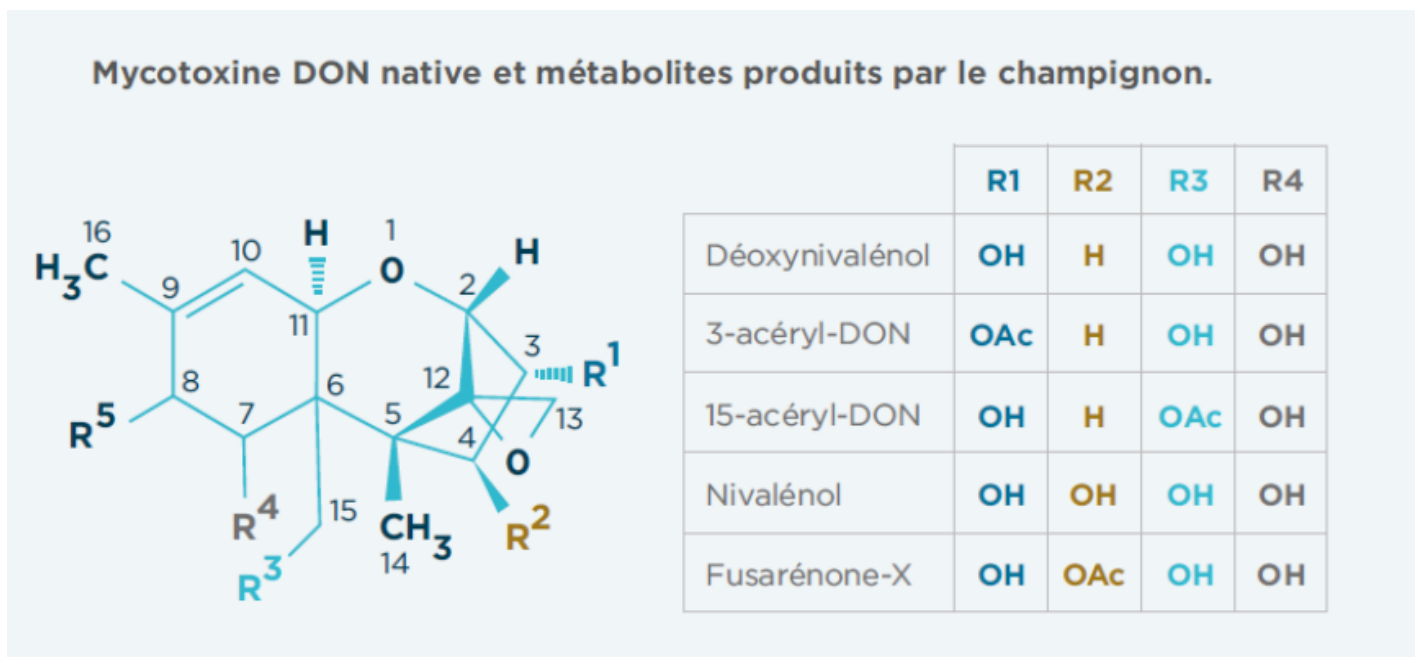 Mycotoxine DON native et métabolites produits par le champignon.
R1 R2 R3 R4
Déoxynivalénol OH H OH OH
3-acéryl-DON OAc H OH OH
15-acéryl-DON OH H OAc OH
Nivalénol OH OH OH OH
Fusarénone-X OH OAc OH OH
16 10 H 1 H
H3C 9 O 2
11 3
8 6 12 R1
R5 7 5 4 13
O
R4 15 CH3 R2
R3 14